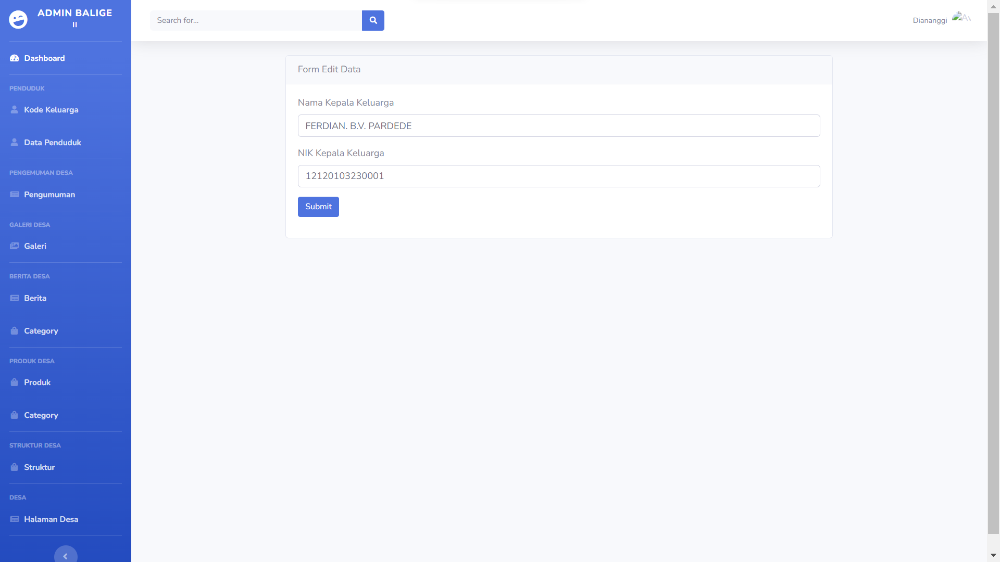 ADMIN BALIGE
II
Dashboard
PENDUDUK
Kode Keluarga
Data Penduduk
PENGEMUMAN DESA
Pengumuman
GALERI DESA
Galeri
BERITA DESA
Berita
Category
PRODUK DESA
Produk
Category
STRUKTUR DESA
Struktur
DESA
Halaman Desa
Search for...
Diananggi
Form Edit Data
Nama Kepala Keluarga
FERDIAN. B.V. PARDEDE
NIK Kepala Keluarga
12120103230001
Submit